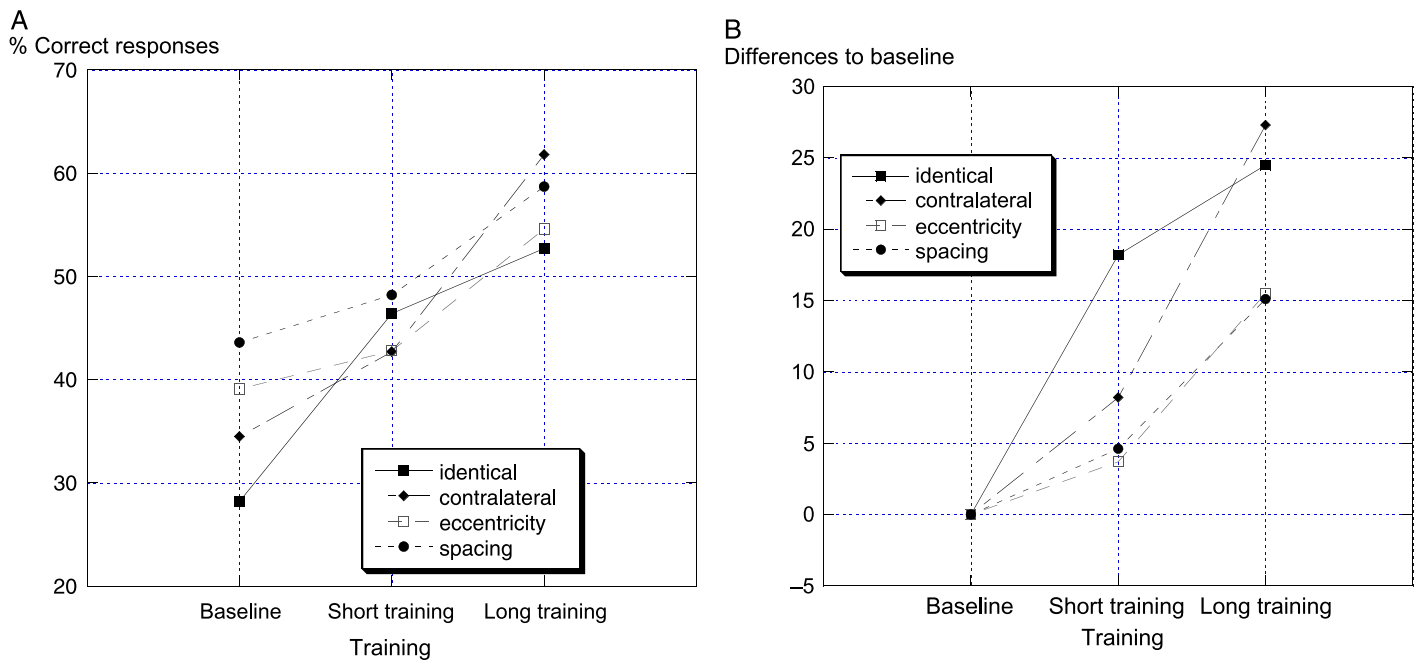 A
% Correct responses
70
60
50
40
30
20
identical
contralateral
eccentricity
spacing
Baseline
Short training
Long training
Training
B
Differences to baseline
30
25
20
15
10
5
0
–5
identical
contralateral
eccentricity
spacing
Baseline
Short training
Long training
Training